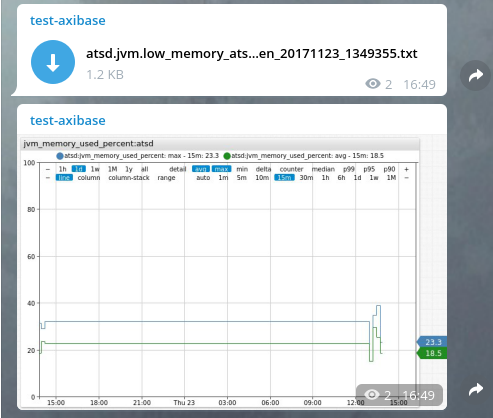 test-axibase
atsd.jvm.low_memory_ats...en_20171123_1349355.txt
1.2 KB
2 16:49
test-axibase
jvm_memory_used_percent:atsd
atsd:jvm_memory_used_percent: max - 15m: 23.3 atsd:jvm_memory_used_percent: avg - 15m: 18.5
− 1h 1d 1w 1M 1y all detail avg max min delta counter median p99 p95 p90 +
− line column column-stack range auto 1m 5m 10m 15m 30m 1h 6h 1d 1w 1M −
100
80
60
40
20
0
23.3
18.5
15:00 18:00 21:00 Thu 23 03:00 06:00 09:00 12:00 15:00
2 16:49